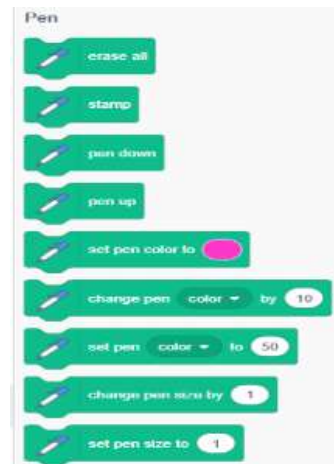 Pen
erase all
stamp
pen down
pen up
set pen color to
change pen color by 10
set pen color to 50
change pen size by 1
set pen size to 1